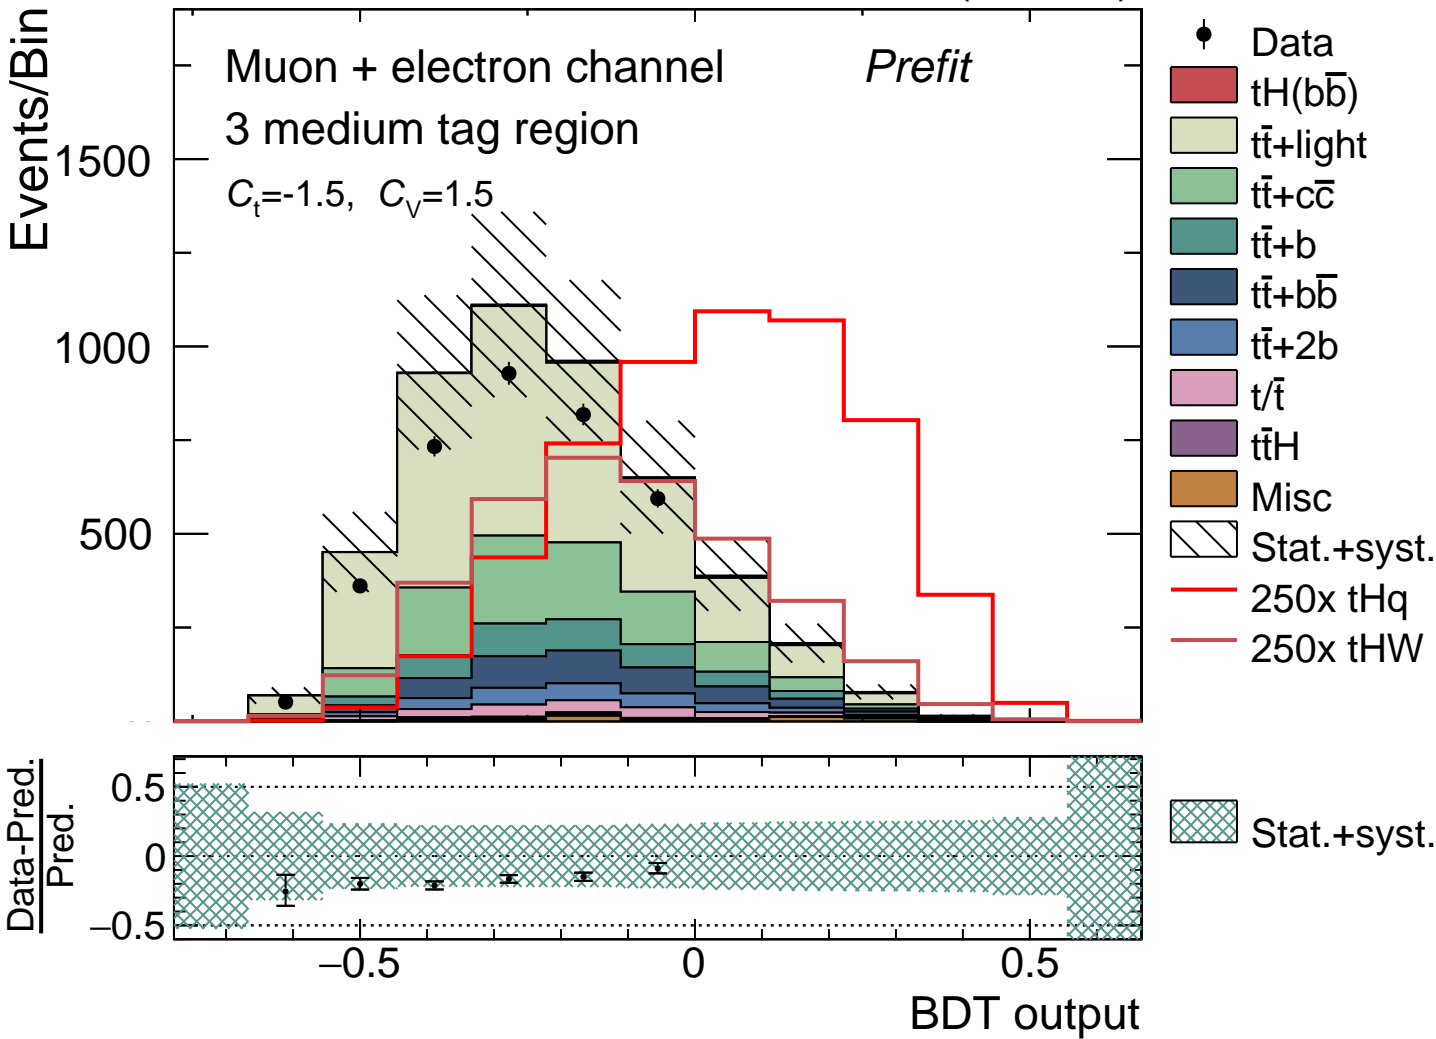 Events/Bin
1500
1000
500
Muon + electron channel
Prefit
3 medium tag region
Cₜ=-1.5, C_V=1.5
Data
tH(bb̅)
tt̅+light
tt̅+cc̅
tt̅+b
tt̅+bb̅
tt̅+2b
t/t̅
tt̅H
Misc
Stat.+syst.
250x tHq
250x tHW
Data-Pred.
Pred.
0.5
0
−0.5
Stat.+syst.
−0.5
0
0.5
BDT output